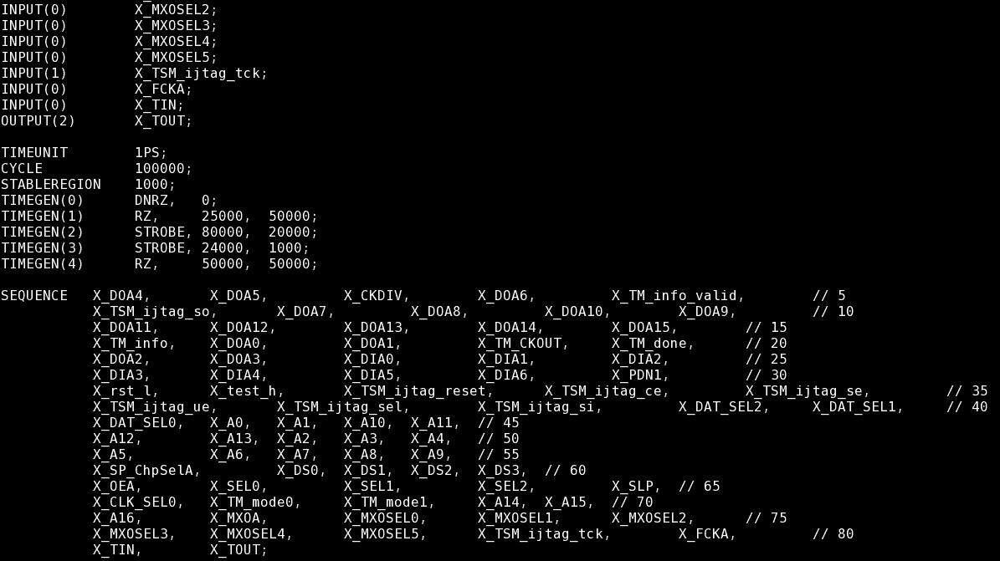 INPUT(0) X_MXOSEL2;
INPUT(0) X_MXOSEL3;
INPUT(0) X_MXOSEL4;
INPUT(0) X_MXOSEL5;
INPUT(1) X_TSM_ijtag_tck;
INPUT(0) X_FCKA;
INPUT(0) X_TIN;
OUTPUT(2) X_TOUT;
TIMEUNIT 1PS;
CYCLE 100000;
STABLEREGION 1000;
TIMEGEN(0) DNRZ, 0;
TIMEGEN(1) RZ, 25000, 50000;
TIMEGEN(2) STROBE, 80000, 20000;
TIMEGEN(3) STROBE, 24000, 1000;
TIMEGEN(4) RZ, 50000, 50000;
SEQUENCE X_DOA4, X_DOA5, X_CKDIV, X_DOA6, X_TM_info_valid, // 5
X_TSM_ijtag_so, X_DOA7, X_DOA8, X_DOA10, X_DOA9, // 10
X_DOA11, X_DOA12, X_DOA13, X_DOA14, X_DOA15, // 15
X_TM_info, X_DOA0, X_DOA1, X_TM_CKOUT, X_TM_done, // 20
X_DOA2, X_DOA3, X_DIA0, X_DIA1, X_DIA2, // 25
X_DIA3, X_DIA4, X_DIA5, X_DIA6, X_PDN1, // 30
X_rst_l, X_test_h, X_TSM_ijtag_reset, X_TSM_ijtag_ce, X_TSM_ijtag_se, // 35
X_TSM_ijtag_ue, X_TSM_ijtag_sel, X_TSM_ijtag_si, X_DAT_SEL2, X_DAT_SEL1, // 40
X_DAT_SEL0, X_A0, X_A1, X_A10, X_A11, // 45
X_A12, X_A13, X_A2, X_A3, X_A4, // 50
X_A5, X_A6, X_A7, X_A8, X_A9, // 55
X_SP_ChpSelA, X_DS0, X_DS1, X_DS2, X_DS3, // 60
X_OEA, X_SEL0, X_SEL1, X_SEL2, X_SLP, // 65
X_CLK_SEL0, X_TM_mode0, X_TM_mode1, X_A14, X_A15, // 70
X_A16, X_MXOA, X_MXOSEL0, X_MXOSEL1, X_MXOSEL2, // 75
X_MXOSEL3, X_MXOSEL4, X_MXOSEL5, X_TSM_ijtag_tck, X_FCKA, // 80
X_TIN, X_TOUT;